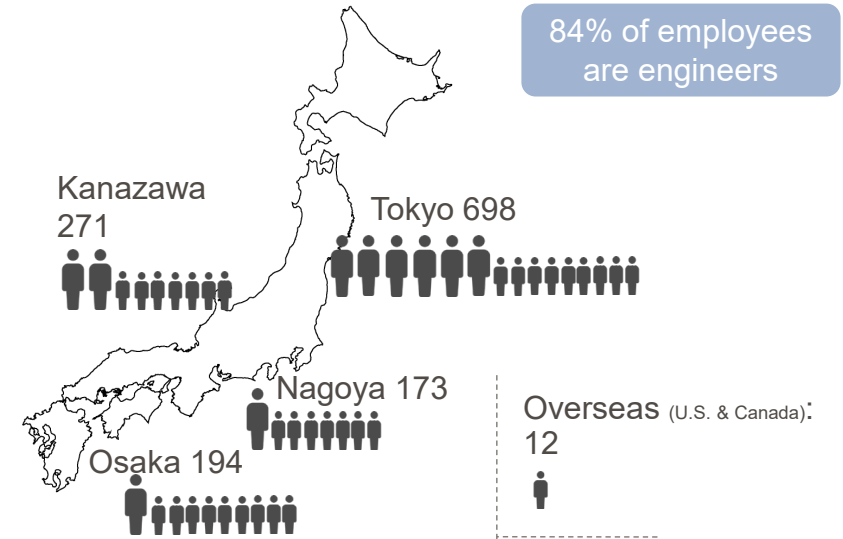 84% of employees
are engineers
Kanazawa
271
Tokyo 698
Nagoya 173
Overseas (U.S. & Canada):
12
Osaka 194